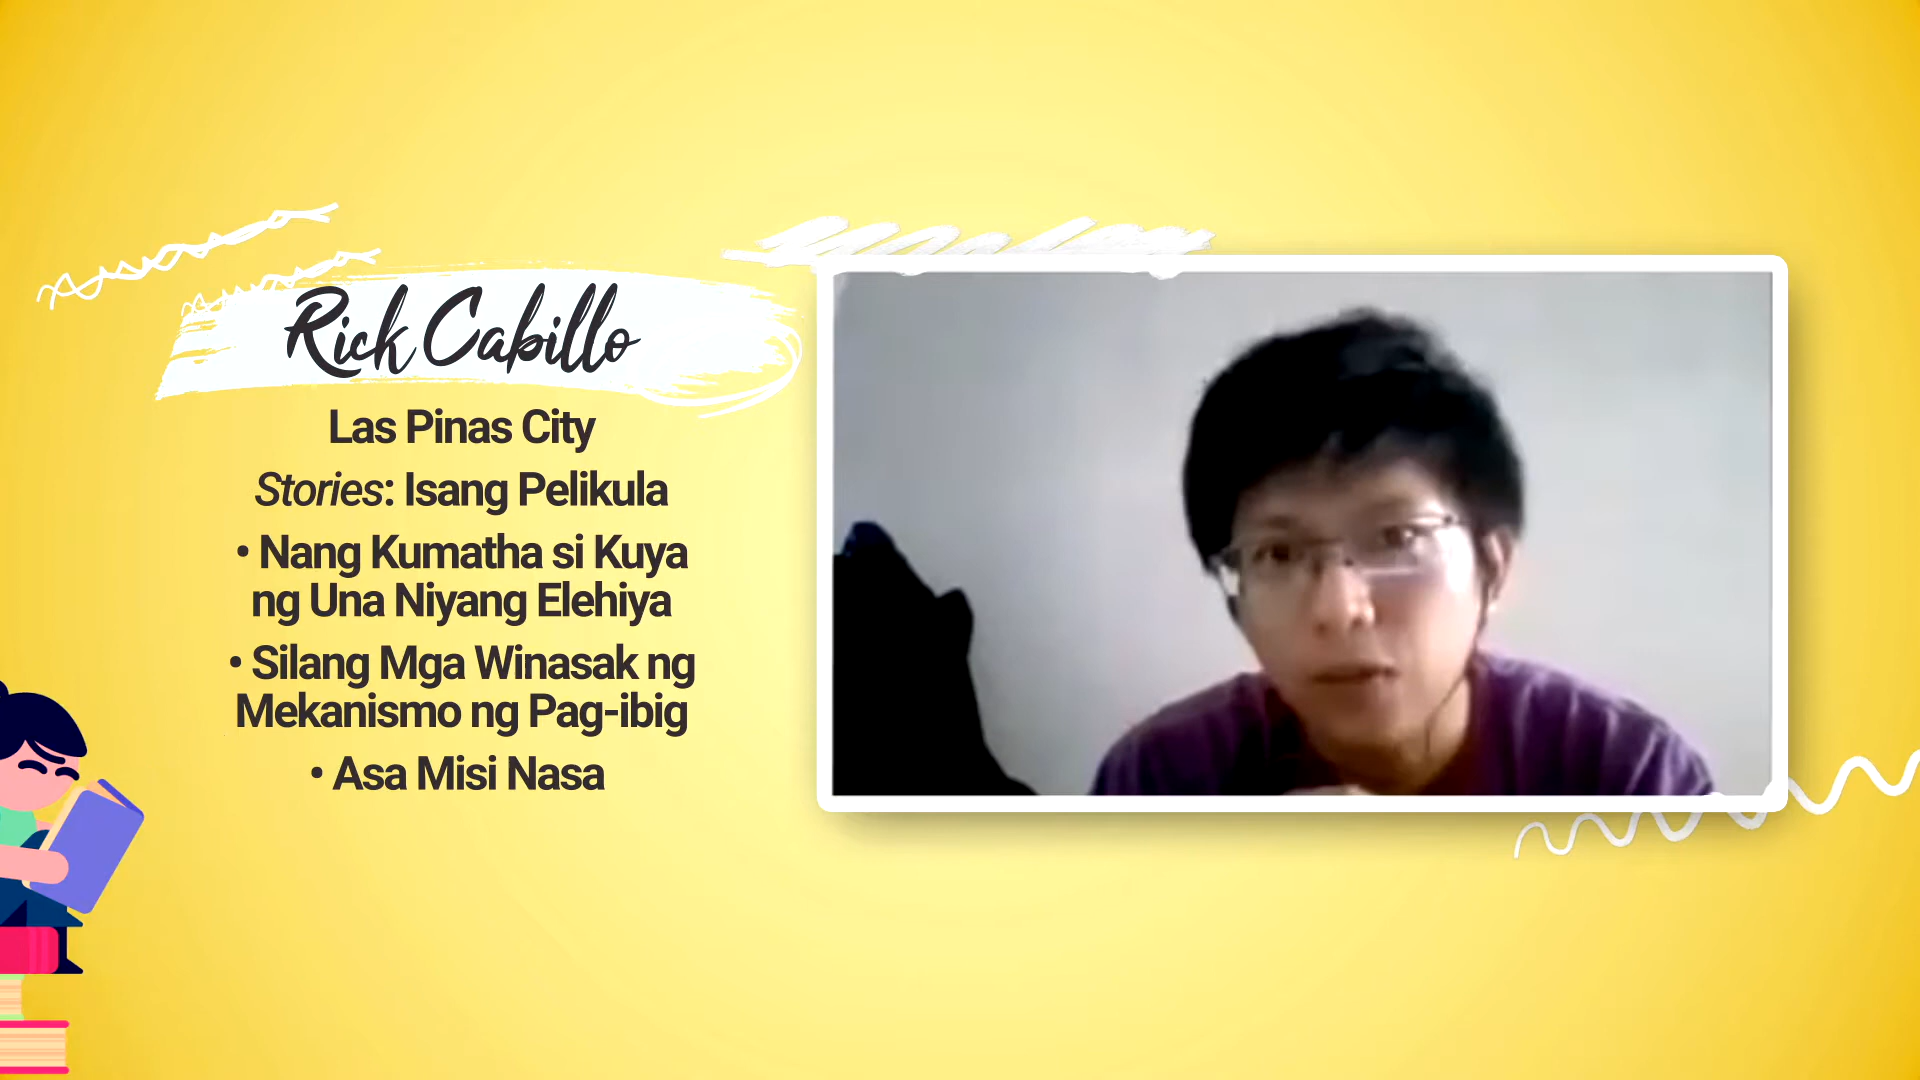 Rick Cabillo
Las Pinas City
Stories: Isang Pelikula
• Nang Kumatha si Kuya
ng Una Niyang Elehiya
• Silang Mga Winasak ng
Mekanismo ng Pag-ibig
• Asa Misi Nasa